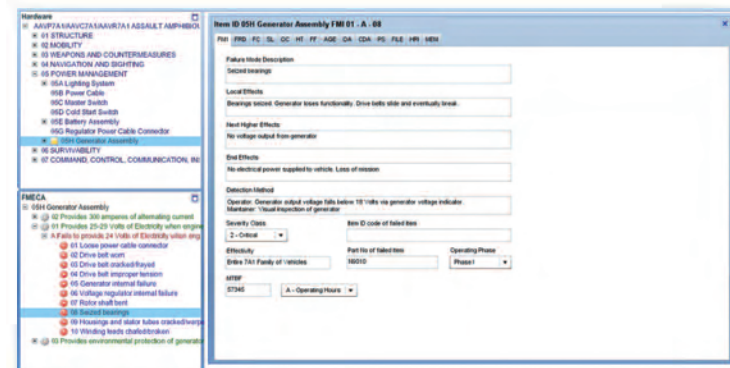 Hardware
AAVP7A1/AAVC7A1/AAVR7A1 ASSAULT AMPHIBIOU
01 STRUCTURE
02 MOBILITY
03 WEAPONS AND COUNTERMEASURES
04 NAVIGATION AND SIGHTING
05 POWER MANAGEMENT
05A Lighting System
05B Power Cable
05C Master Switch
05D Cold Start Switch
05E Battery Assembly
05G Regulator Power Cable Connector
05H Generator Assembly
06 SURVIVABILITY
07 COMMAND, CONTROL, COMMUNICATION, IN
FMECA
05H Generator Assembly
02 Provides 300 amperes of alternating current
01 Provides 25-29 Volts of Electricity when engine
A Fails to provide 24 Volts of Electricity when eng
01 Loose power cable connector
02 Drive belt worn
03 Drive belt cracked/frayed
04 Drive belt improper tension
05 Generator internal failure
06 Voltage regulator internal failure
07 Rotor shaft bent
08 Seized bearings
09 Housings and stator tubes cracked/warpe
10 Winding leads chafed/broken
03 Provides environmental protection of generato
Item ID 05H Generator Assembly FMI 01 - A - 08
FMI FRD FC SL OC HT FF AGE DA CDA PS FILE HRI MEM
Failure Mode Description
Seized bearings
Local Effects
Bearings seized. Generator loses functionality. Drive belts slide and eventually break.
Next Higher Effects
No voltage output from generator
End Effects
No electrical power supplied to vehicle. Loss of mission
Detection Method
Operator: Generator output voltage falls below 18 Volts via generator voltage indicator.
Maintainer: Visual inspection of generator
Severity Class Item ID code of failed item
2 - Critical
Effectivity Part No of failed item Operating Phase
Entire 7A1 Family of Vehicles 16001D Phase1
MTBF
57345 A - Operating Hours